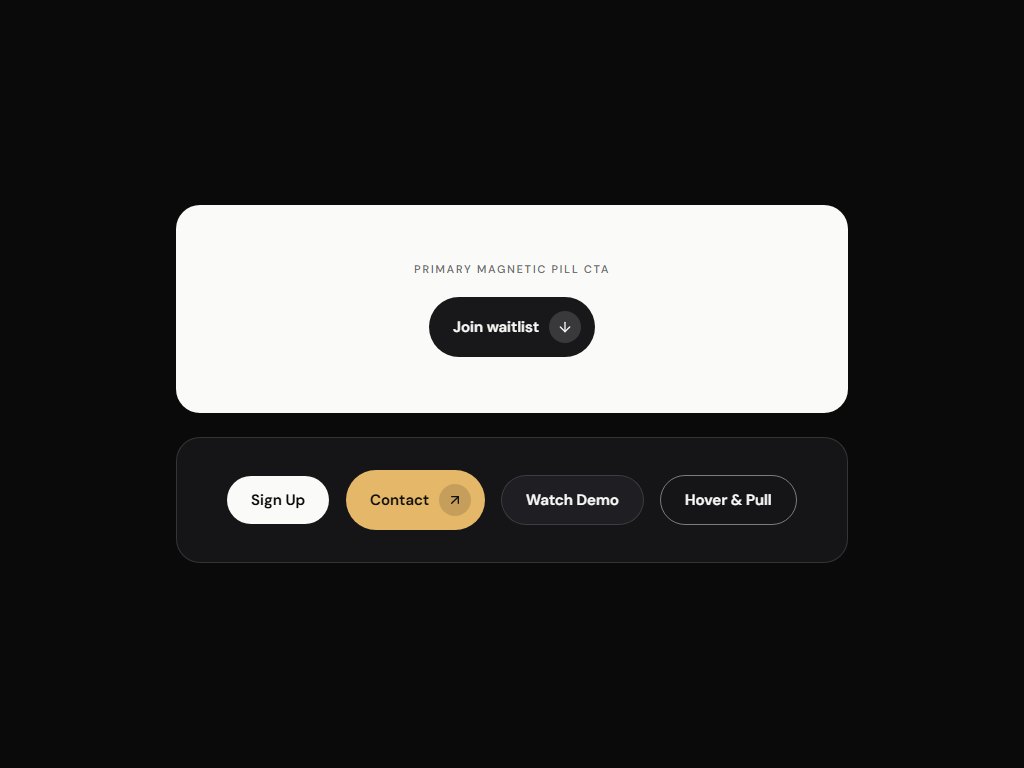 PRIMARY MAGNETIC PILL CTA
Join waitlist
Sign Up
Contact
Watch Demo
Hover & Pull